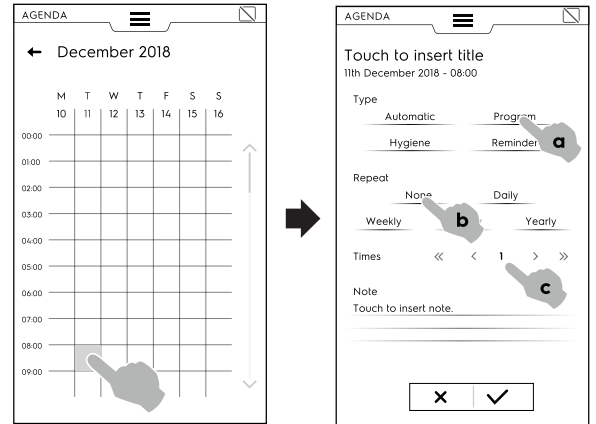 AGENDA
← December 2018
M T W T F S S
10 11 12 13 14 15 16
00:00
01:00
02:00
03:00
04:00
05:00
06:00
07:00
08:00
09:00
AGENDA
Touch to insert title
11th December 2018 - 08:00
Type
Automatic Program
Hygiene Reminder
a
Repeat
None Daily
Weekly Yearly
b
Times « < 1 > »
c
Note
Touch to insert note.